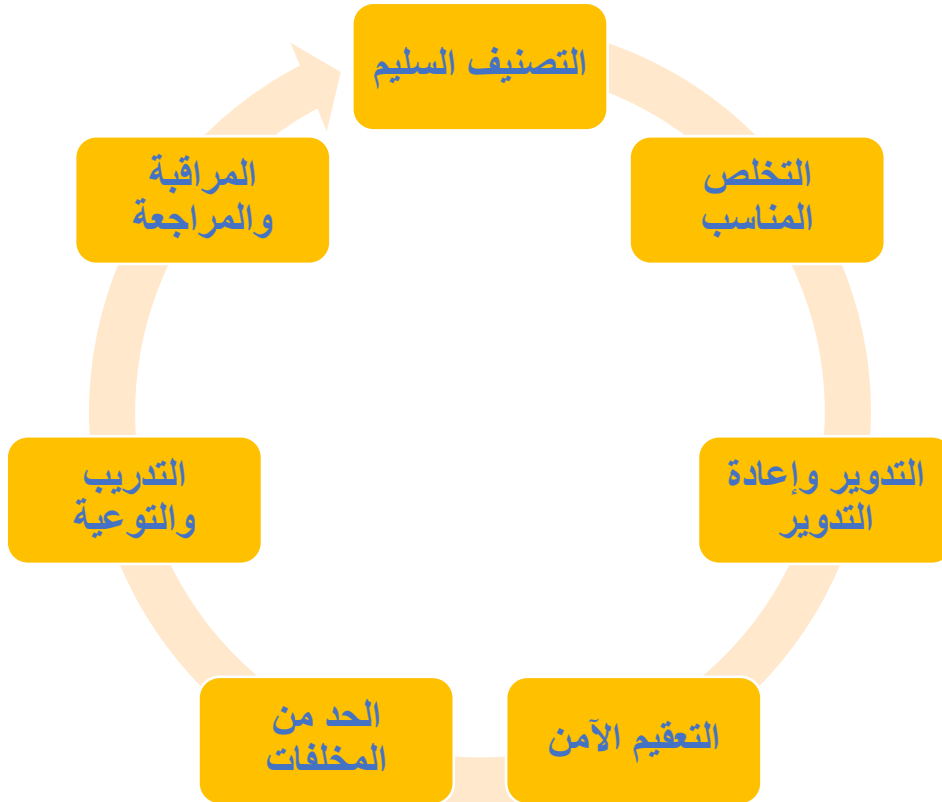 التصنيف السليم
التخلص
المناسب
التدوير وإعادة
التدوير
التعقيم الآمن
الحد من
المخلفات
التدريب
والتوعية
المراقبة
والمراجعة